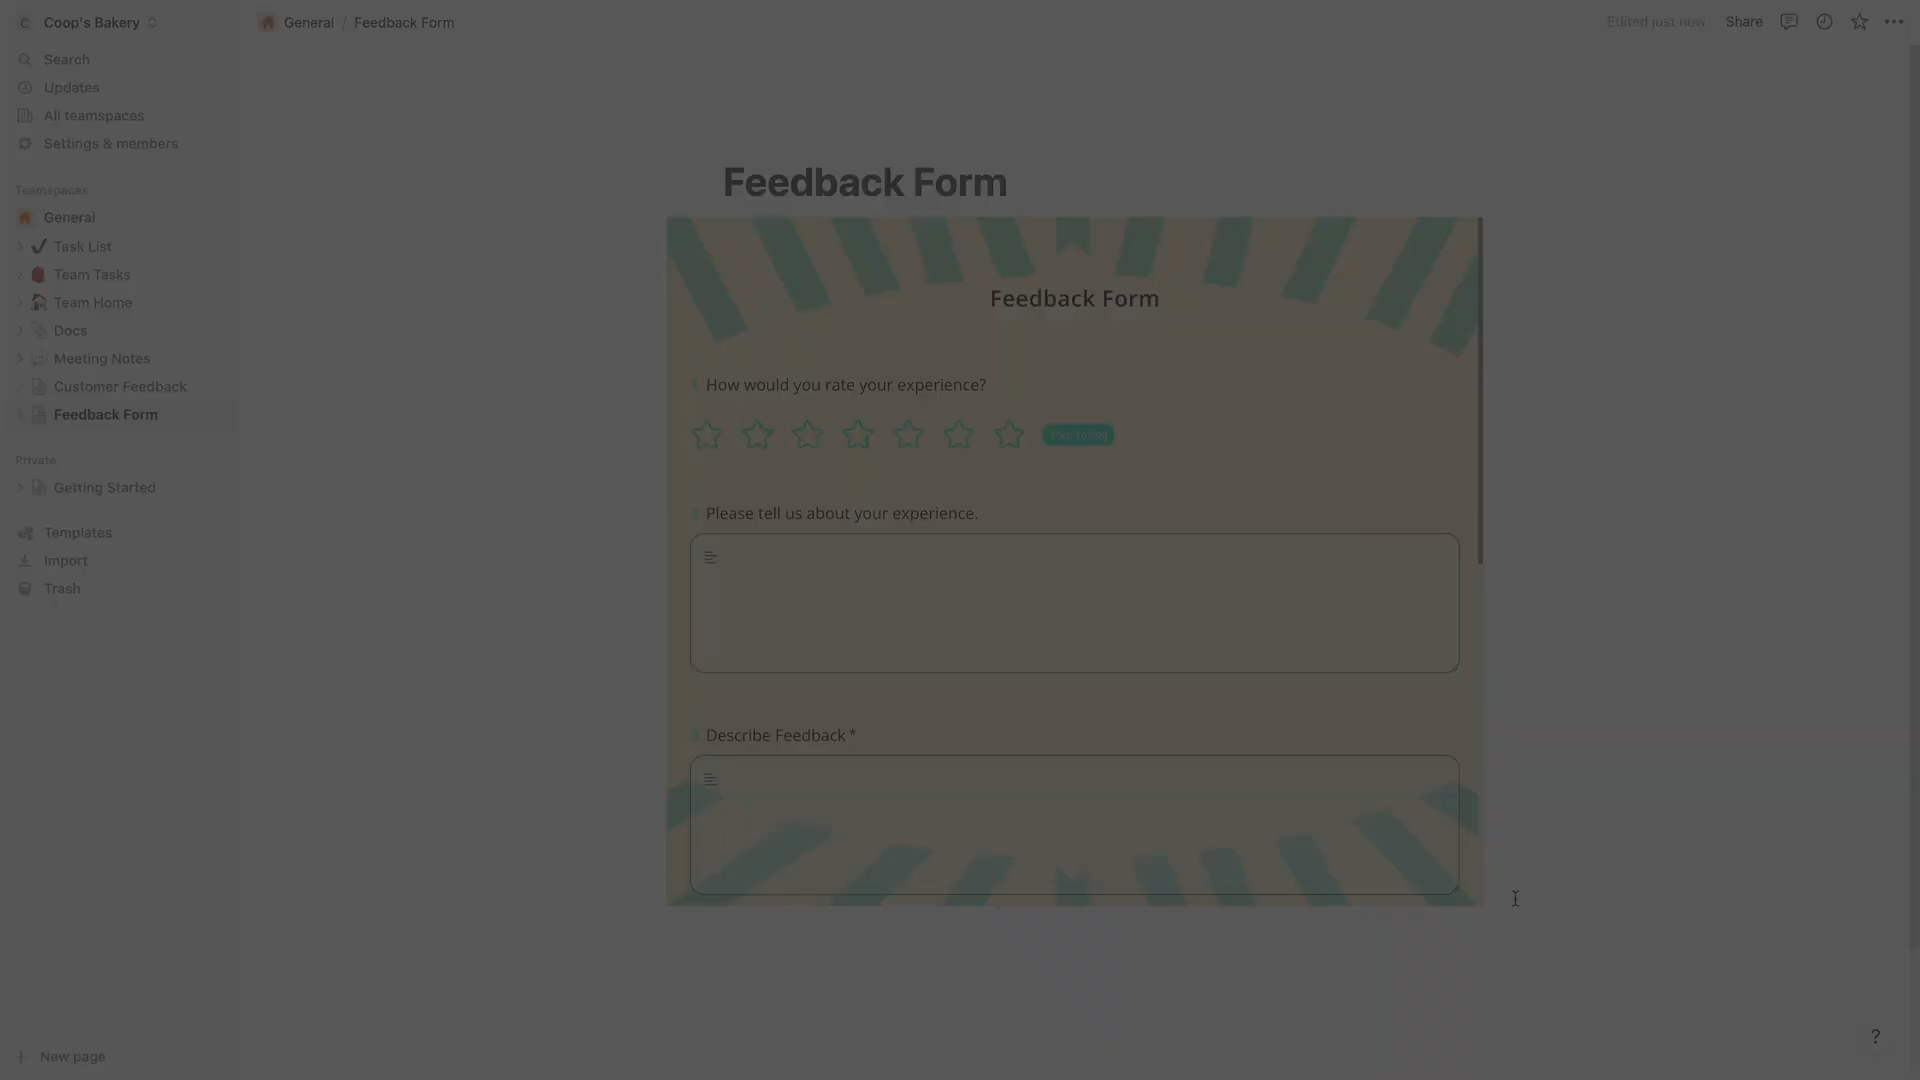 C Coop's Bakery
Search
Updates
All teamspaces
Settings & members
Teamspaces
General
Task List
Team Tasks
Team Home
Docs
Meeting Notes
Customer Feedback
Feedback Form
Private
Getting Started
Templates
Import
Trash
New page
General / Feedback Form
Edited just now
Share
Feedback Form
Feedback Form
How would you rate your experience?
Your rating
Please tell us about your experience.
Describe Feedback *
?